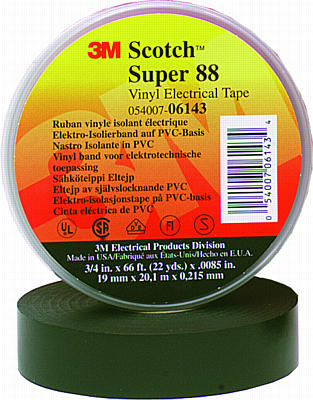 3M Scotch™
Super 88
Vinyl Electrical Tape
054007-06143
Ruban vinyle isolant électrique
Elektro-Isolierband auf PVC-Basis
Nastro Isolante in PVC
Vinyl band voor elektrotechnische
toepassing
Sähköteippi Eltejp
Eltejp av självslocknande PVC
Elektro-isolasjonstape på PVC-basis
Cinta eléctrica de PVC
0 54007 06143 4
UL FI S
3M Electrical Products Division
Made in USA/Fabriqué aux États-Unis/Hecho en E.U.A.
3/4 in. x 66 ft. (22 yds.) x .0085 in.
19 mm x 20,1 m x 0,215 mm